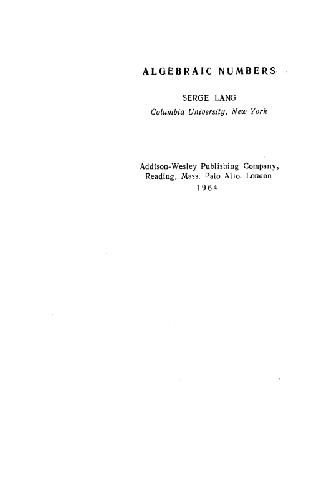 ALGEBRAIC NUMBERS
SERGE LANG
Columbia University, New York
Addison-Wesley Publishing Company,
Reading, Mass. Palo Alto. London
1964